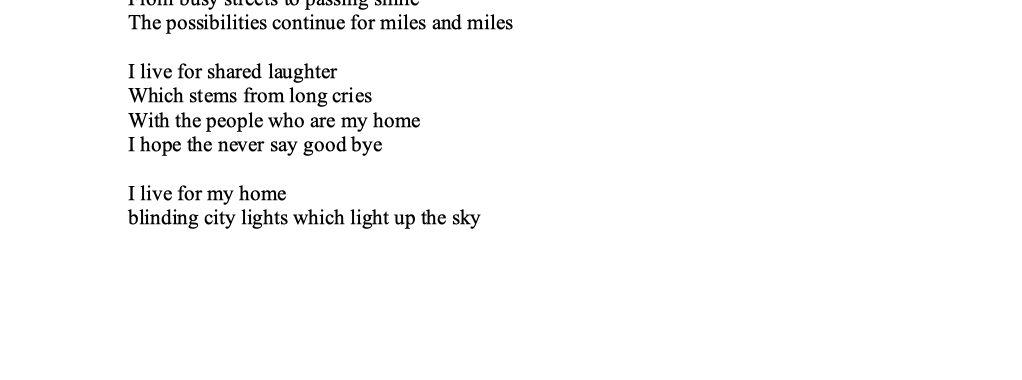 From busy streets to passing smile
The possibilities continue for miles and miles
I live for shared laughter
Which stems from long cries
With the people who are my home
I hope the never say good bye
I live for my home
blinding city lights which light up the sky